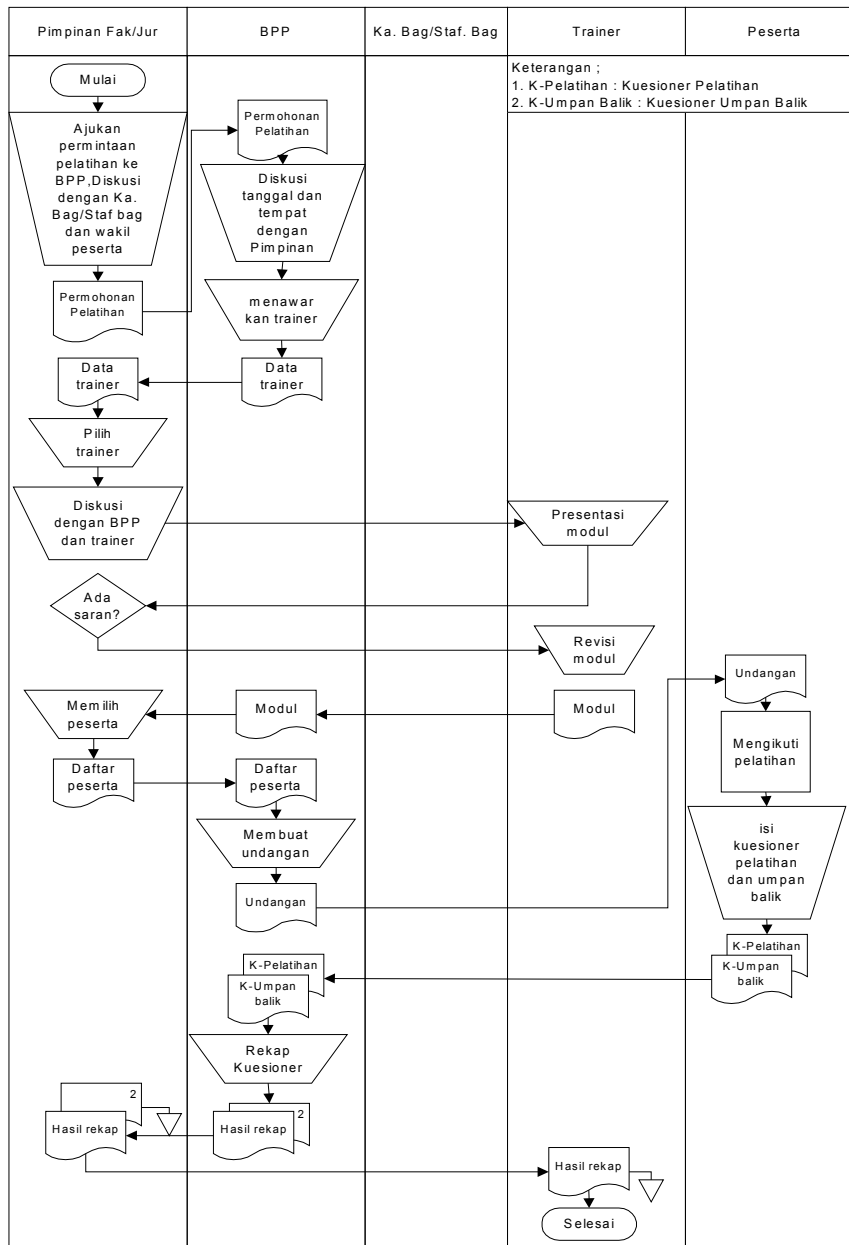 Pimpinan Fak/Jur
BPP
Ka. Bag/Staf. Bag
Trainer
Peserta
Keterangan ;
1. K-Pelatihan : Kuesioner Pelatihan
2. K-Umpan Balik : Kuesioner Umpan Balik
Mulai
Ajukan
permintaan
pelatihan ke
BPP,Diskusi
dengan Ka.
Bag/Staf bag
dan wakil
peserta
Permohonan
Pelatihan
Permohonan
Pelatihan
Diskusi
tanggal dan
tempat
dengan
Pimpinan
menawar
kan trainer
Data
trainer
Data
trainer
Pilih
trainer
Diskusi
dengan BPP
dan trainer
Presentasi
modul
Ada
saran?
Revisi
modul
Modul
Modul
Memilih
peserta
Daftar
peserta
Daftar
peserta
Membuat
undangan
Undangan
Undangan
Mengikuti
pelatihan
isi
kuesioner
pelatihan
dan umpan
balik
K-Pelatihan
K-Umpan
balik
K-Pelatihan
K-Umpan
balik
Rekap
Kuesioner
2
Hasil rekap
2
Hasil rekap
Hasil rekap
Selesai